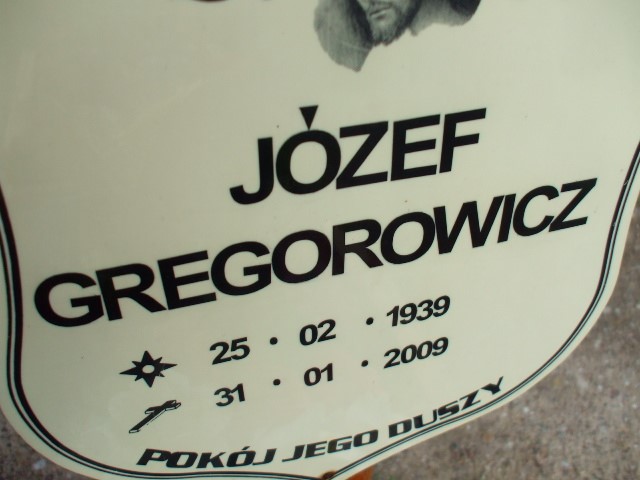 JÓZEF
GREGOROWICZ
25 · 02 · 1939
31 · 01 · 2009
POKÓJ JEGO DUSZY